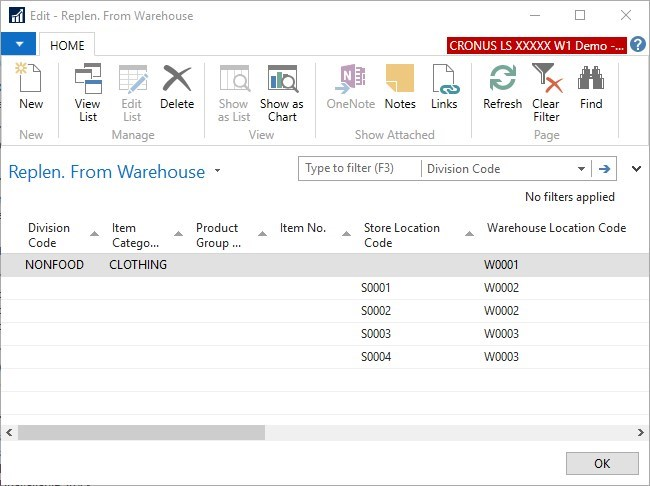 Edit - Replen. From Warehouse
HOME
CRONUS LS XXXXX W1 Demo -...
?
New
View List
Edit List
Delete
Show as List
Show as Chart
OneNote
Notes
Links
Refresh
Clear Filter
Find
New
Manage
View
Show Attached
Page
Replen. From Warehouse
Type to filter (F3)
Division Code
No filters applied
Division Code
Item Catego...
Product Group ...
Item No.
Store Location Code
Warehouse Location Code
NONFOOD CLOTHING W0001
S0001 W0002
S0002 W0002
S0003 W0003
S0004 W0003
OK